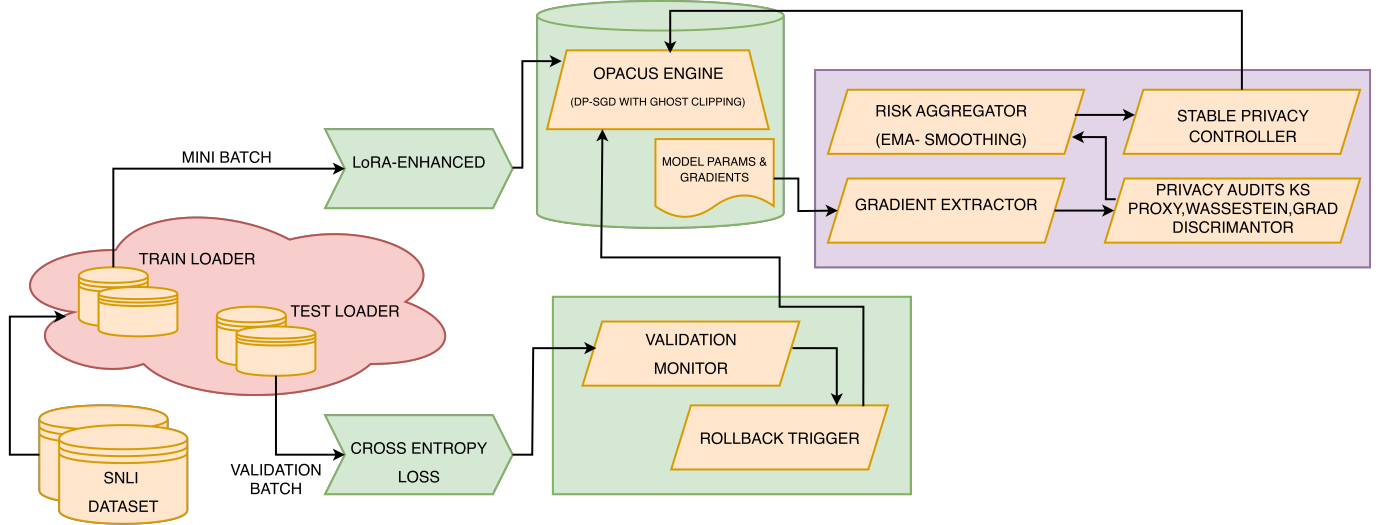 OPACUS ENGINE
(DP-SGD WITH GHOST CLIPPING)
MODEL PARAMS &
GRADIENTS
RISK AGGREGATOR
(EMA- SMOOTHING)
STABLE PRIVACY
CONTROLLER
GRADIENT EXTRACTOR
PRIVACY AUDITS KS
PROXY,WASSESTEIN,GRAD
DISCRIMANTOR
MINI BATCH
LoRA-ENHANCED
TRAIN LOADER
TEST LOADER
VALIDATION
MONITOR
ROLLBACK TRIGGER
CROSS ENTROPY
LOSS
VALIDATION
BATCH
SNLI
DATASET